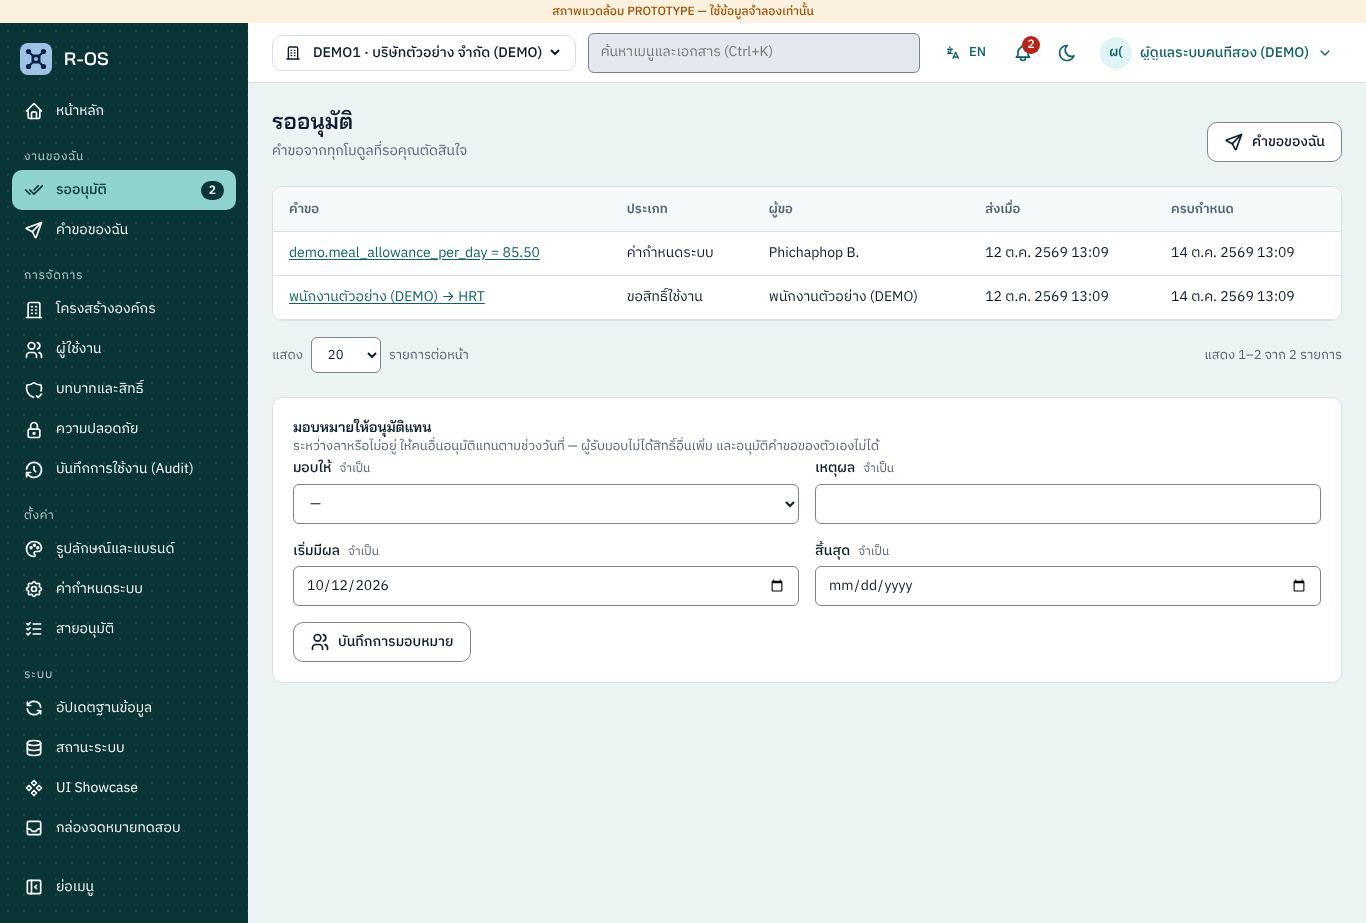 สภาพแวดล้อม PROTOTYPE — ใช้ข้อมูลจำลองเท่านั้น
R-OS
DEMO1 · บริษัทตัวอย่าง จำกัด (DEMO)
ค้นหาเมนูและเอกสาร (Ctrl+K)
EN
2
ผ(
ผู้ดูแลระบบคนที่สอง (DEMO)
หน้าหลัก
งานของฉัน
รออนุมัติ
2
คำขอของฉัน
การจัดการ
โครงสร้างองค์กร
ผู้ใช้งาน
บทบาทและสิทธิ์
ความปลอดภัย
บันทึกการใช้งาน (Audit)
ตั้งค่า
รูปลักษณ์และแบรนด์
ค่ากำหนดระบบ
สายอนุมัติ
ระบบ
อัปเดตฐานข้อมูล
สถานะระบบ
UI Showcase
กล่องจดหมายทดสอบ
ย่อเมนู
รออนุมัติ
คำขอจากทุกโมดูลที่รอคุณตัดสินใจ
คำขอของฉัน
คำขอ ประเภท ผู้ขอ ส่งเมื่อ ครบกำหนด
demo.meal_allowance_per_day = 85.50 ค่ากำหนดระบบ Phichaphop B. 12 ต.ค. 2569 13:09 14 ต.ค. 2569 13:09
พนักงานตัวอย่าง (DEMO) → HRT ขอสิทธิ์ใช้งาน พนักงานตัวอย่าง (DEMO) 12 ต.ค. 2569 13:09 14 ต.ค. 2569 13:09
แสดง 20 รายการต่อหน้า
แสดง 1–2 จาก 2 รายการ
มอบหมายให้อนุมัติแทน
ระหว่างลาหรือไม่อยู่ ให้คนอื่นอนุมัติแทนตามช่วงวันที่ — ผู้รับมอบไม่ได้สิทธิ์อื่นเพิ่ม และอนุมัติคำขอของตัวเองไม่ได้
มอบให้ จำเป็น
—
เหตุผล จำเป็น
เริ่มมีผล จำเป็น
10/12/2026
สิ้นสุด จำเป็น
mm/dd/yyyy
บันทึกการมอบหมาย